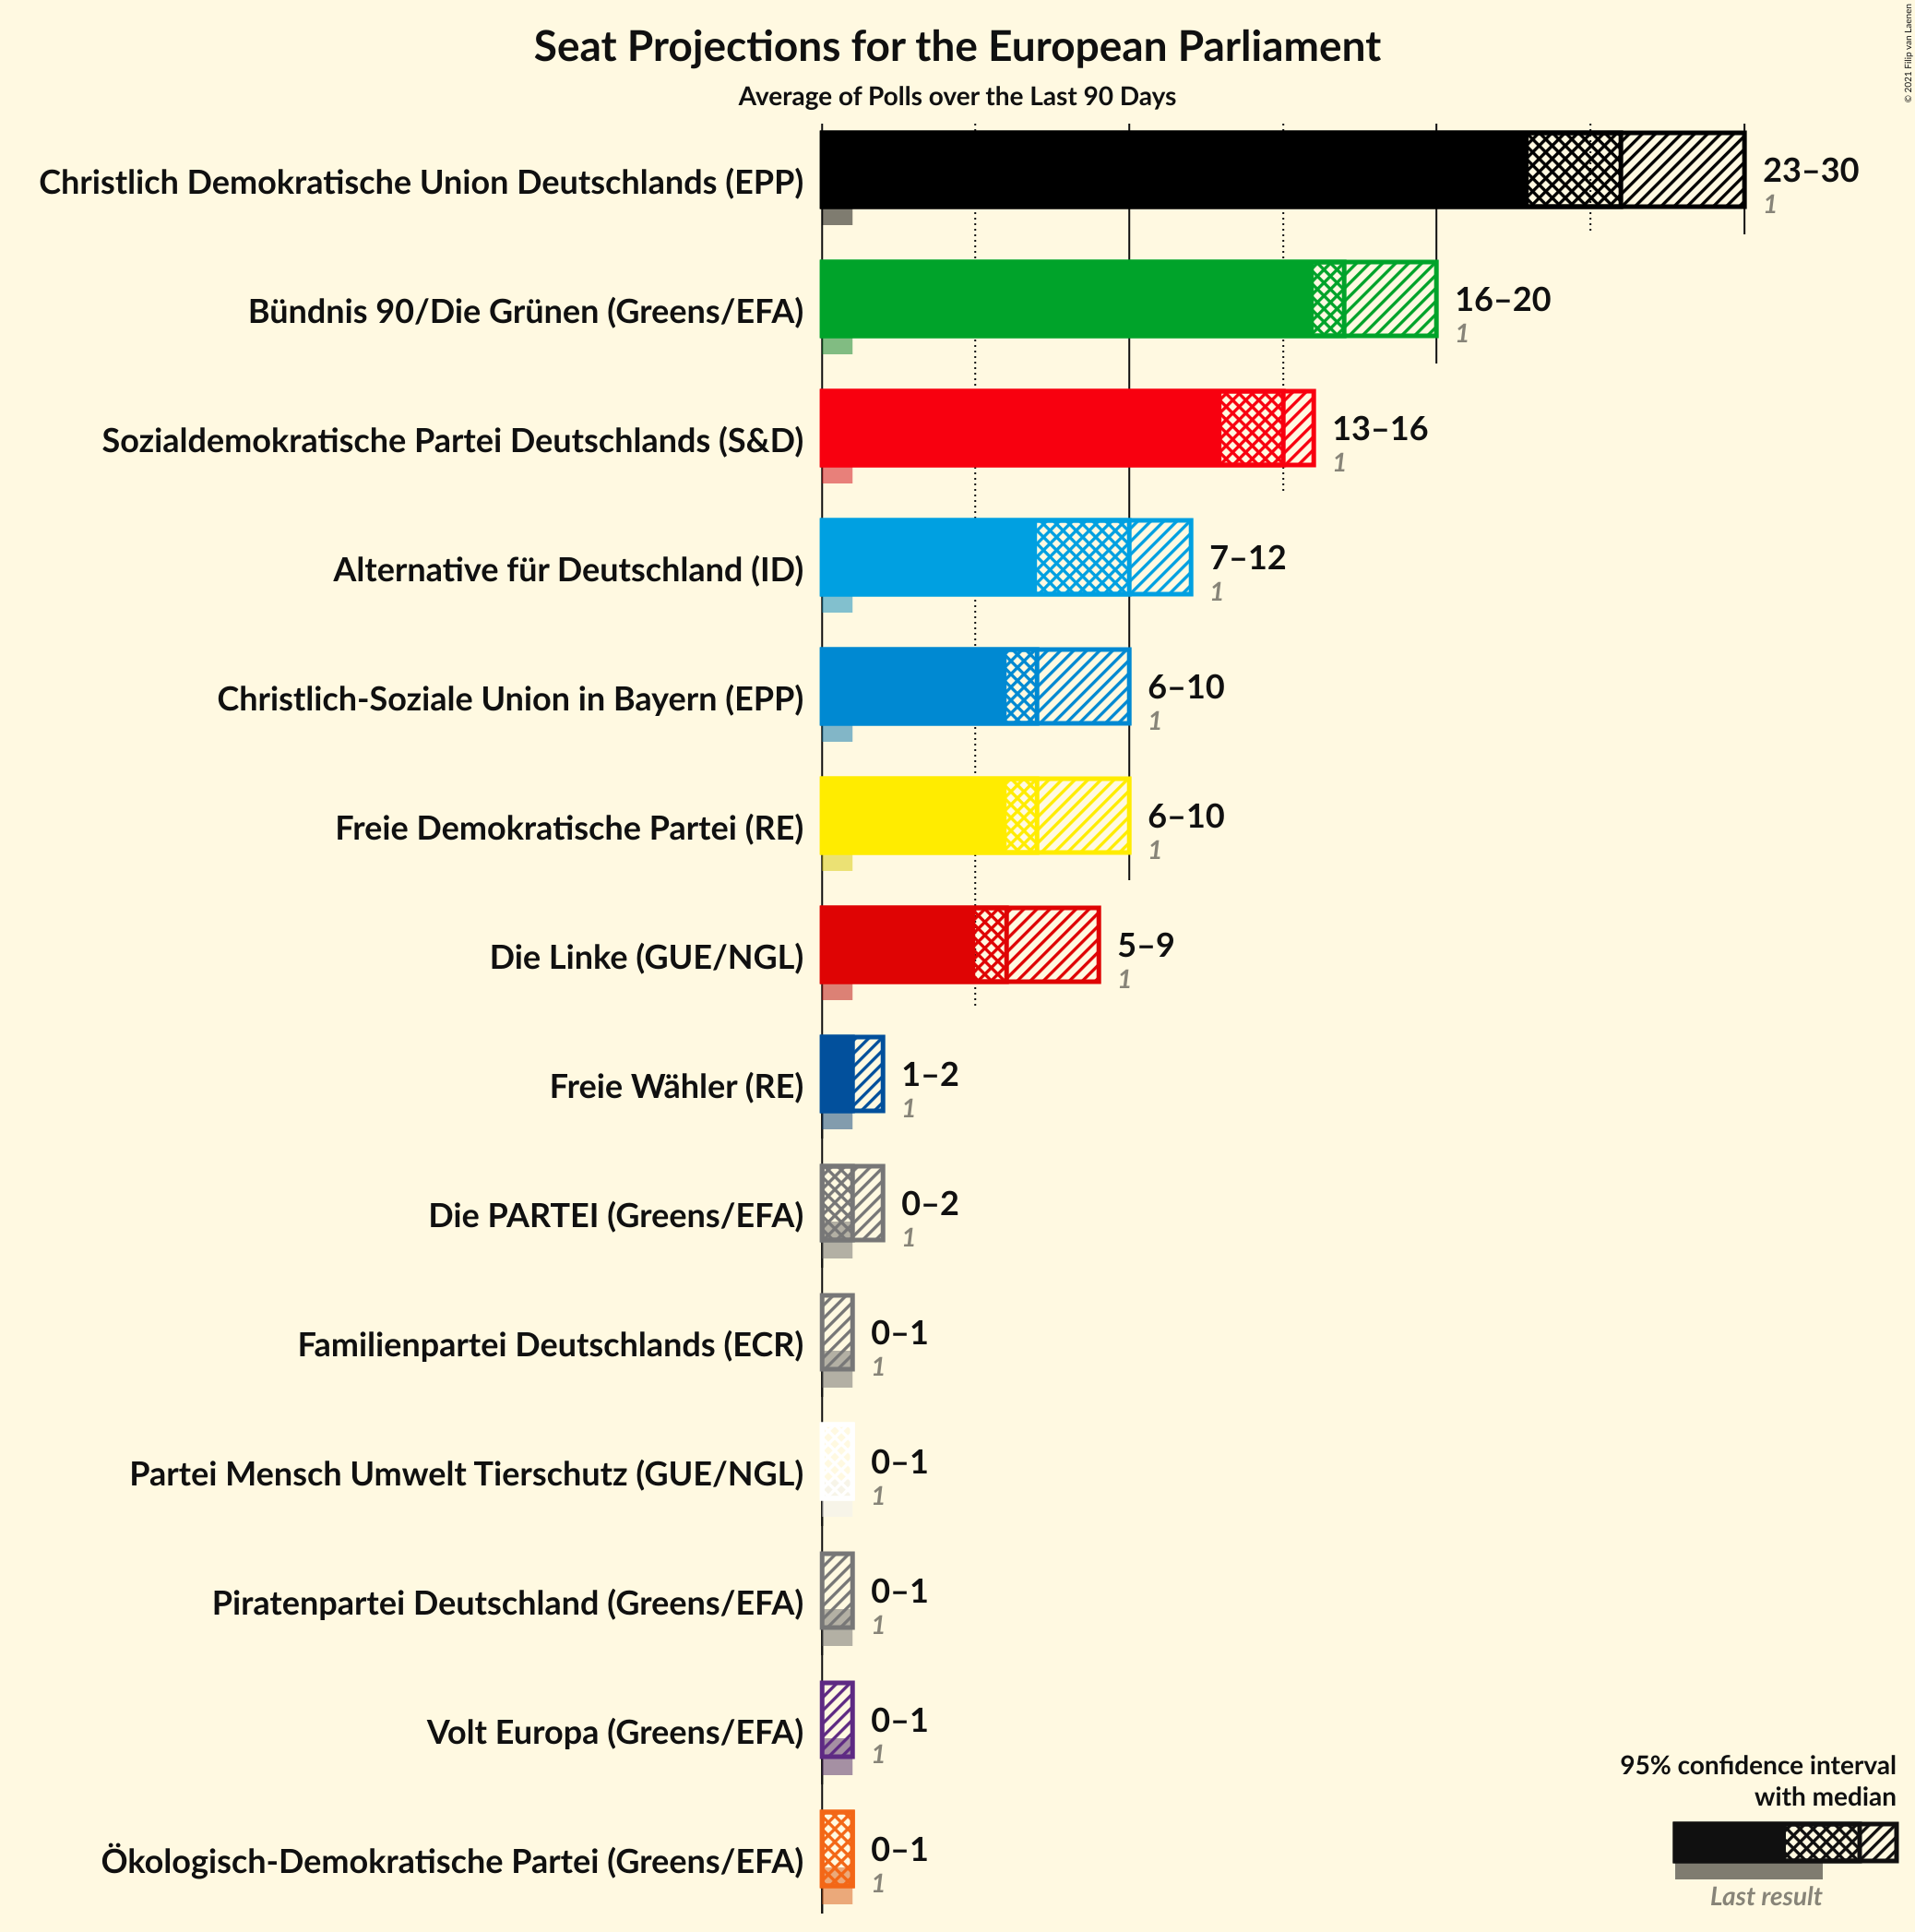 © 2021 Filip van Laenen
Seat Projections for the European Parliament
Average of Polls over the Last 90 Days
Christlich Demokratische Union Deutschlands (EPP)
23–30
1
Bündnis 90/Die Grünen (Greens/EFA)
16–20
1
Sozialdemokratische Partei Deutschlands (S&D)
13–16
1
Alternative für Deutschland (ID)
7–12
1
Christlich-Soziale Union in Bayern (EPP)
6–10
1
Freie Demokratische Partei (RE)
6–10
1
Die Linke (GUE/NGL)
5–9
1
Freie Wähler (RE)
1–2
1
Die PARTEI (Greens/EFA)
0–2
1
Familienpartei Deutschlands (ECR)
0–1
1
Partei Mensch Umwelt Tierschutz (GUE/NGL)
0–1
1
Piratenpartei Deutschland (Greens/EFA)
0–1
1
Volt Europa (Greens/EFA)
0–1
1
Ökologisch-Demokratische Partei (Greens/EFA)
0–1
1
95% confidence interval
with median
Last result